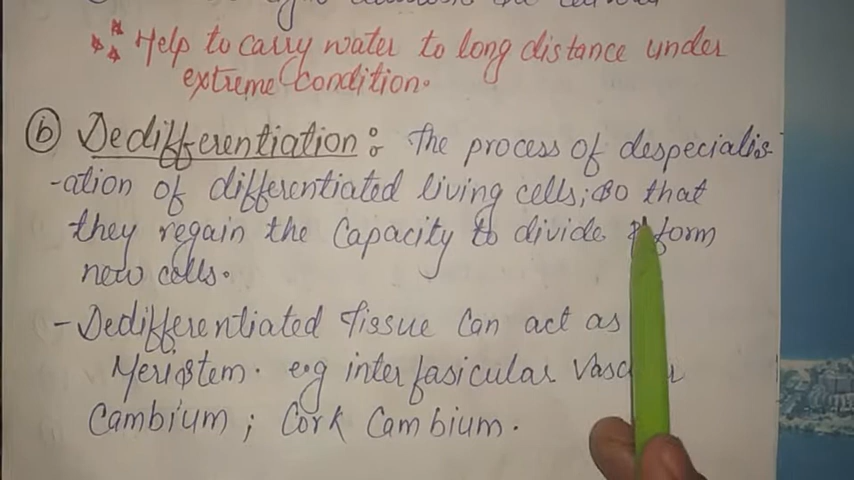 Help to carry water to long distance under
extreme Condition.
(b) Dedifferentiation: The process of despecialis
-ation of differentiated living cells; so that
they regain the Capacity to divide form
new cells.
- Dedifferentiated Tissue Can act as
Meristem. e.g inter fasicular
Cambium ; Cork Cambium.